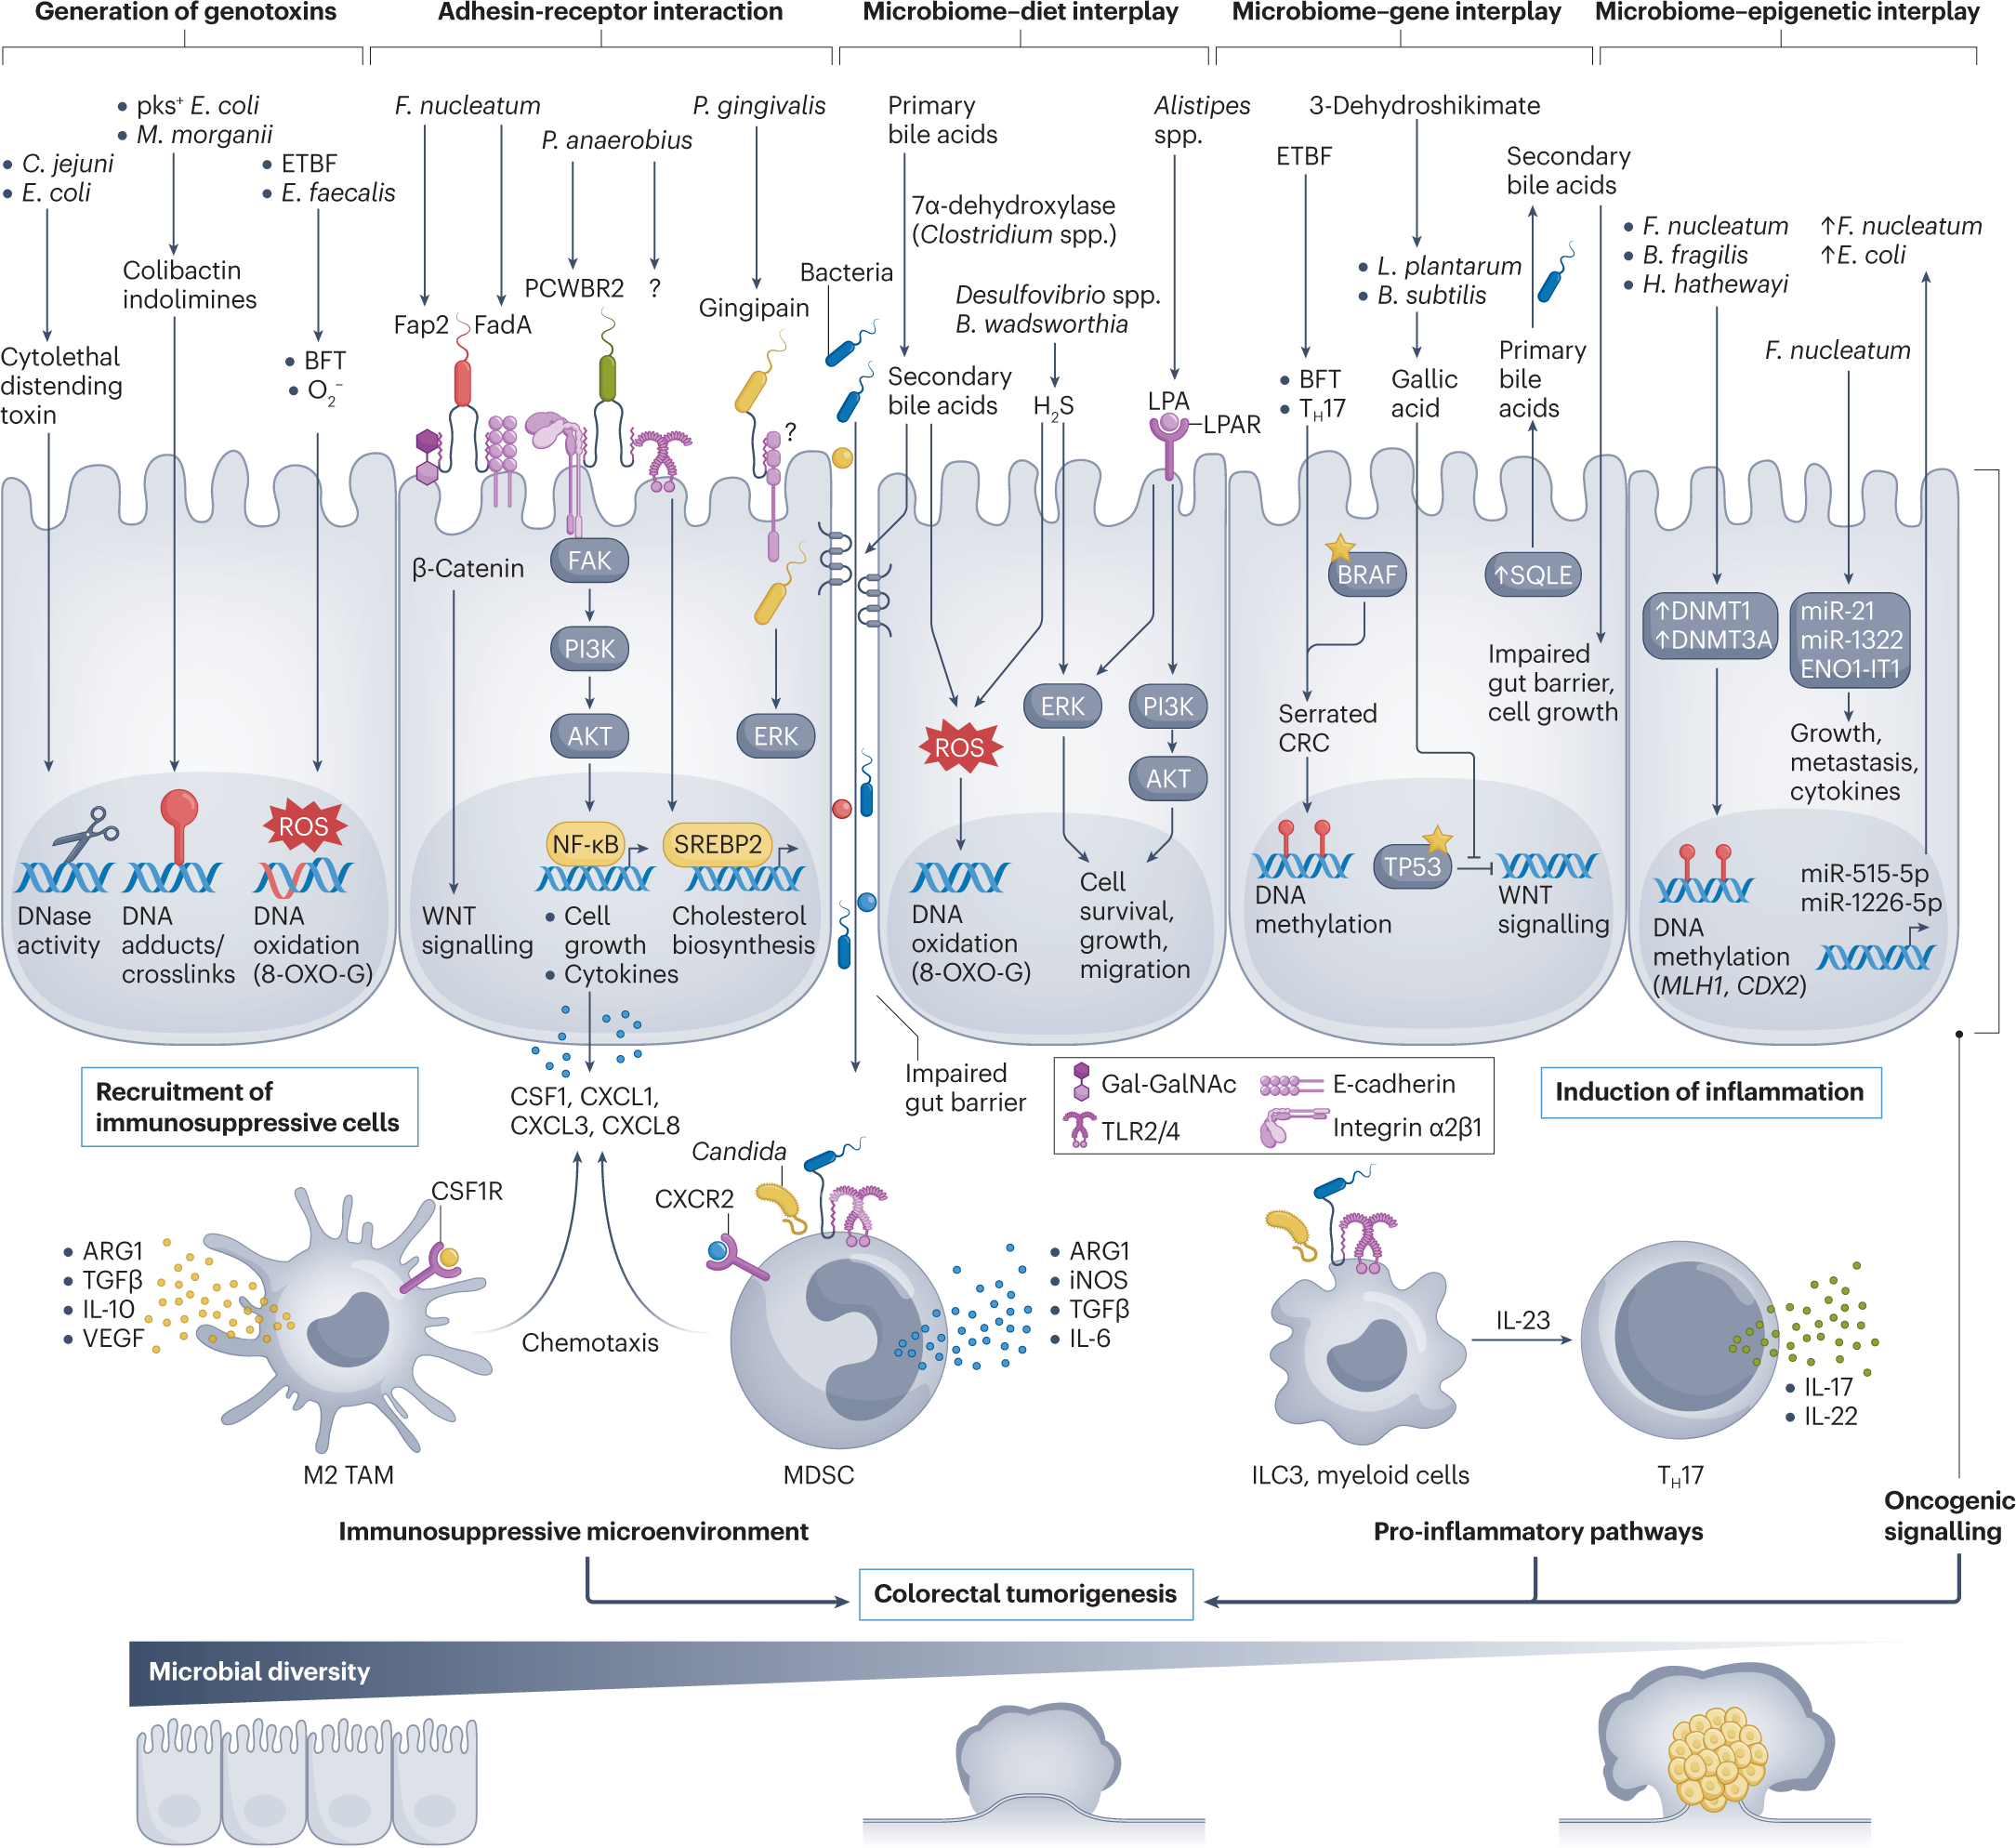 Generation of genotoxins
Adhesin-receptor interaction
Microbiome–diet interplay
Microbiome–gene interplay
Microbiome–epigenetic interplay
• pks+ E. coli
• M. morganii
• C. jejuni
• E. coli
• ETBF
• E. faecalis
Colibactin
indolimines
Cytolethal
distending
toxin
• BFT
• O2−
ROS
DNase
activity
DNA
adducts/
crosslinks
DNA
oxidation
(8-OXO-G)
F. nucleatum
P. anaerobius
P. gingivalis
PCWBR2
?
Gingipain
Fap2
FadA
Bacteria
?
β-Catenin
FAK
PI3K
AKT
ERK
NF-κB
SREBP2
WNT
signalling
• Cell
growth
• Cytokines
Cholesterol
biosynthesis
Primary
bile acids
Alistipes
spp.
7α-dehydroxylase
(Clostridium spp.)
Desulfovibrio spp.
B. wadsworthia
Secondary
bile acids
H2S
LPA
LPAR
ERK
PI3K
ROS
AKT
DNA
oxidation
(8-OXO-G)
Cell
survival,
growth,
migration
3-Dehydroshikimate
ETBF
Secondary
bile acids
• L. plantarum
• B. subtilis
• BFT
• TH17
Gallic
acid
Primary
bile
acids
BRAF
↑SQLE
Impaired
gut barrier,
cell growth
Serrated
CRC
TP53
DNA
methylation
WNT
signalling
• F. nucleatum
• B. fragilis
• H. hathewayi
↑F. nucleatum
↑E. coli
F. nucleatum
↑DNMT1
↑DNMT3A
miR-21
miR-1322
ENO1-IT1
Growth,
metastasis,
cytokines
miR-515-5p
miR-1226-5p
DNA
methylation
(MLH1, CDX2)
Recruitment of
immunosuppressive cells
CSF1, CXCL1,
CXCL3, CXCL8
Impaired
gut barrier
Gal-GalNAc
E-cadherin
TLR2/4
Integrin α2β1
Induction of inflammation
CSF1R
Candida
CXCR2
• ARG1
• TGFβ
• IL-10
• VEGF
Chemotaxis
• ARG1
• iNOS
• TGFβ
• IL-6
IL-23
• IL-17
• IL-22
M2 TAM
MDSC
ILC3, myeloid cells
TH17
Immunosuppressive microenvironment
Pro-inflammatory pathways
Oncogenic
signalling
Colorectal tumorigenesis
Microbial diversity